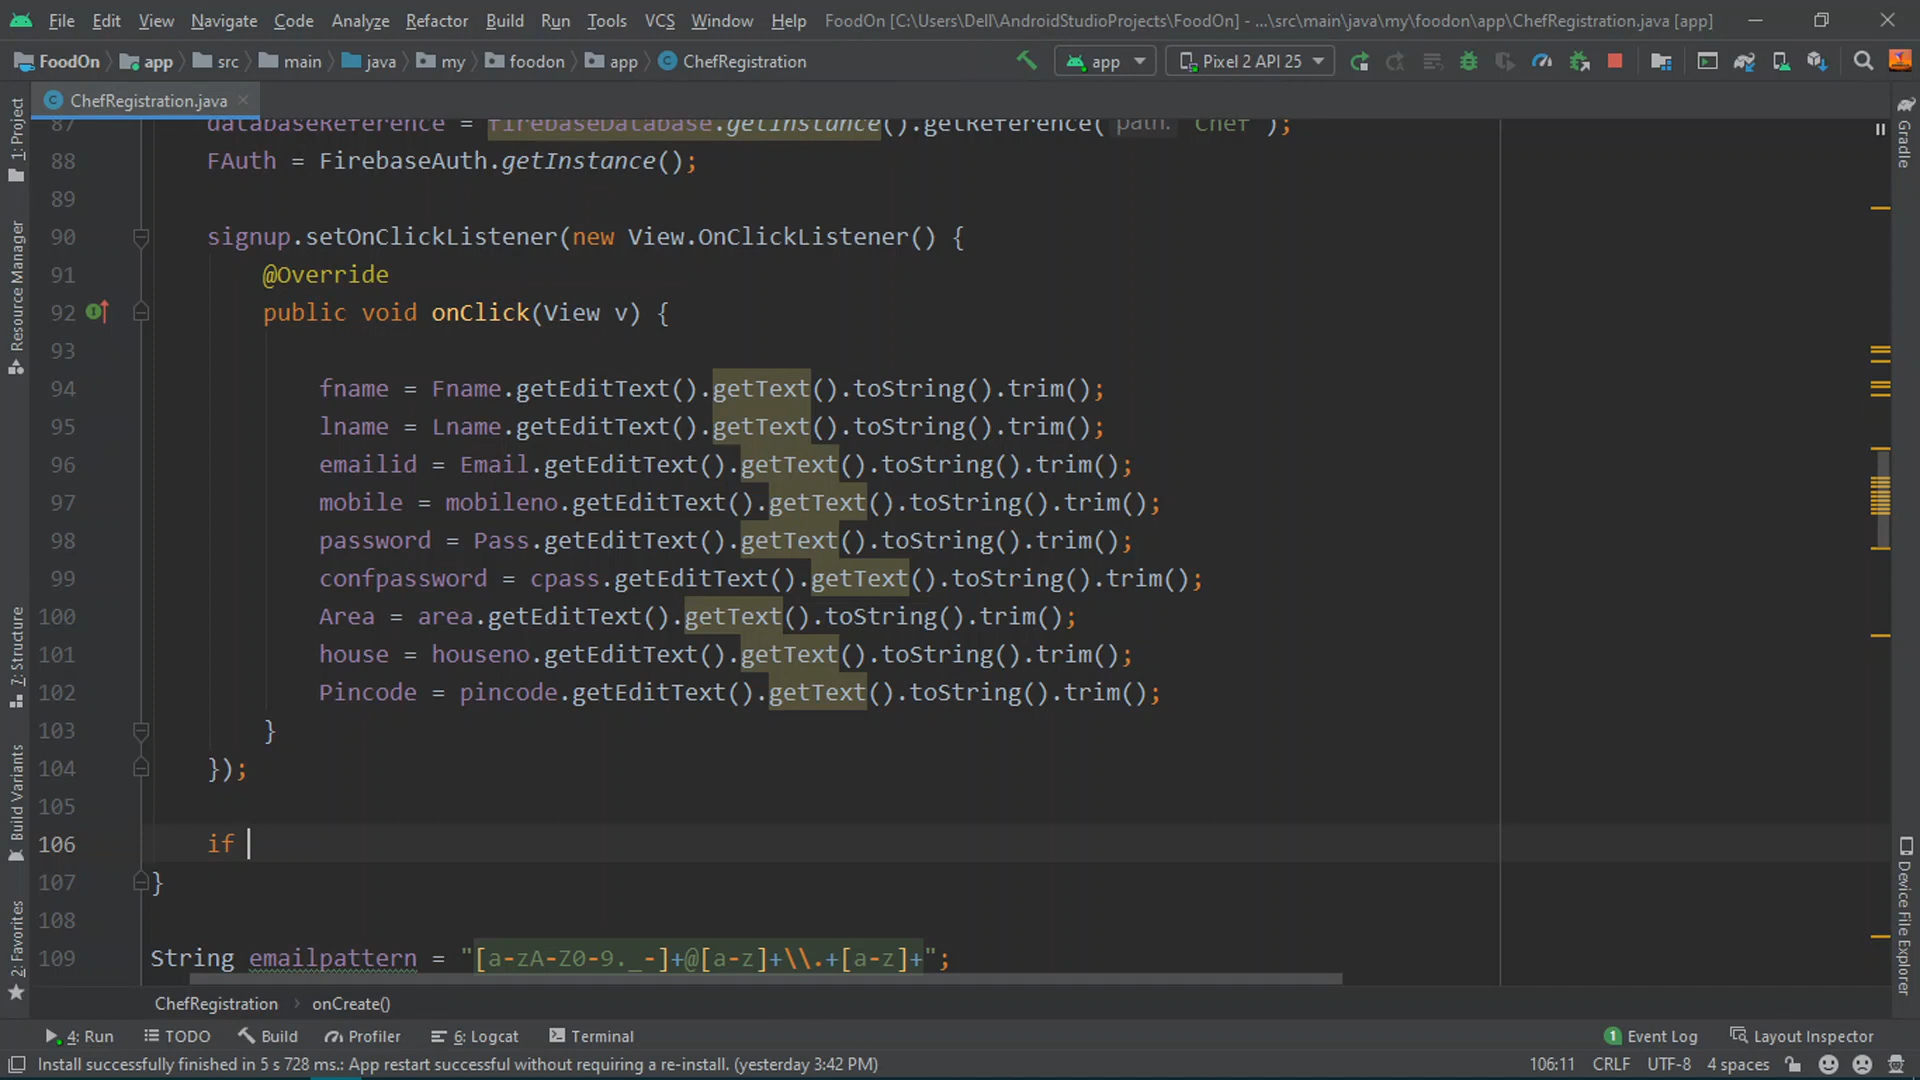 File Edit View Navigate Code Analyze Refactor Build Run Tools VCS Window Help FoodOn [C:\Users\Dell\AndroidStudioProjects\FoodOn] - ...\src\main\java\my\foodon\app\ChefRegistration.java [app]
FoodOn app src main java my foodon app ChefRegistration app Pixel 2 API 25
ChefRegistration.java
87 databaseReference = firebaseDatabase.getInstance().getReference( path: "Chef");
88 FAuth = FirebaseAuth.getInstance();
89
90 signup.setOnClickListener(new View.OnClickListener() {
91 @Override
92 public void onClick(View v) {
93
94 fname = Fname.getEditText().getText().toString().trim();
95 lname = Lname.getEditText().getText().toString().trim();
96 emailid = Email.getEditText().getText().toString().trim();
97 mobile = mobileno.getEditText().getText().toString().trim();
98 password = Pass.getEditText().getText().toString().trim();
99 confpassword = cpass.getEditText().getText().toString().trim();
100 Area = area.getEditText().getText().toString().trim();
101 house = houseno.getEditText().getText().toString().trim();
102 Pincode = pincode.getEditText().getText().toString().trim();
103 }
104 });
105
106 if
107 }
108
109 String emailpattern = "[a-zA-Z0-9._-]+@[a-z]+\\.+[a-z]+";
ChefRegistration onCreate()
1: Project
Resource Manager
7: Structure
Build Variants
2: Favorites
Gradle
Device File Explorer
4: Run TODO Build Profiler 6: Logcat Terminal 1 Event Log Layout Inspector
Install successfully finished in 5 s 728 ms.: App restart successful without requiring a re-install. (yesterday 3:42 PM) 106:11 CRLF UTF-8 4 spaces